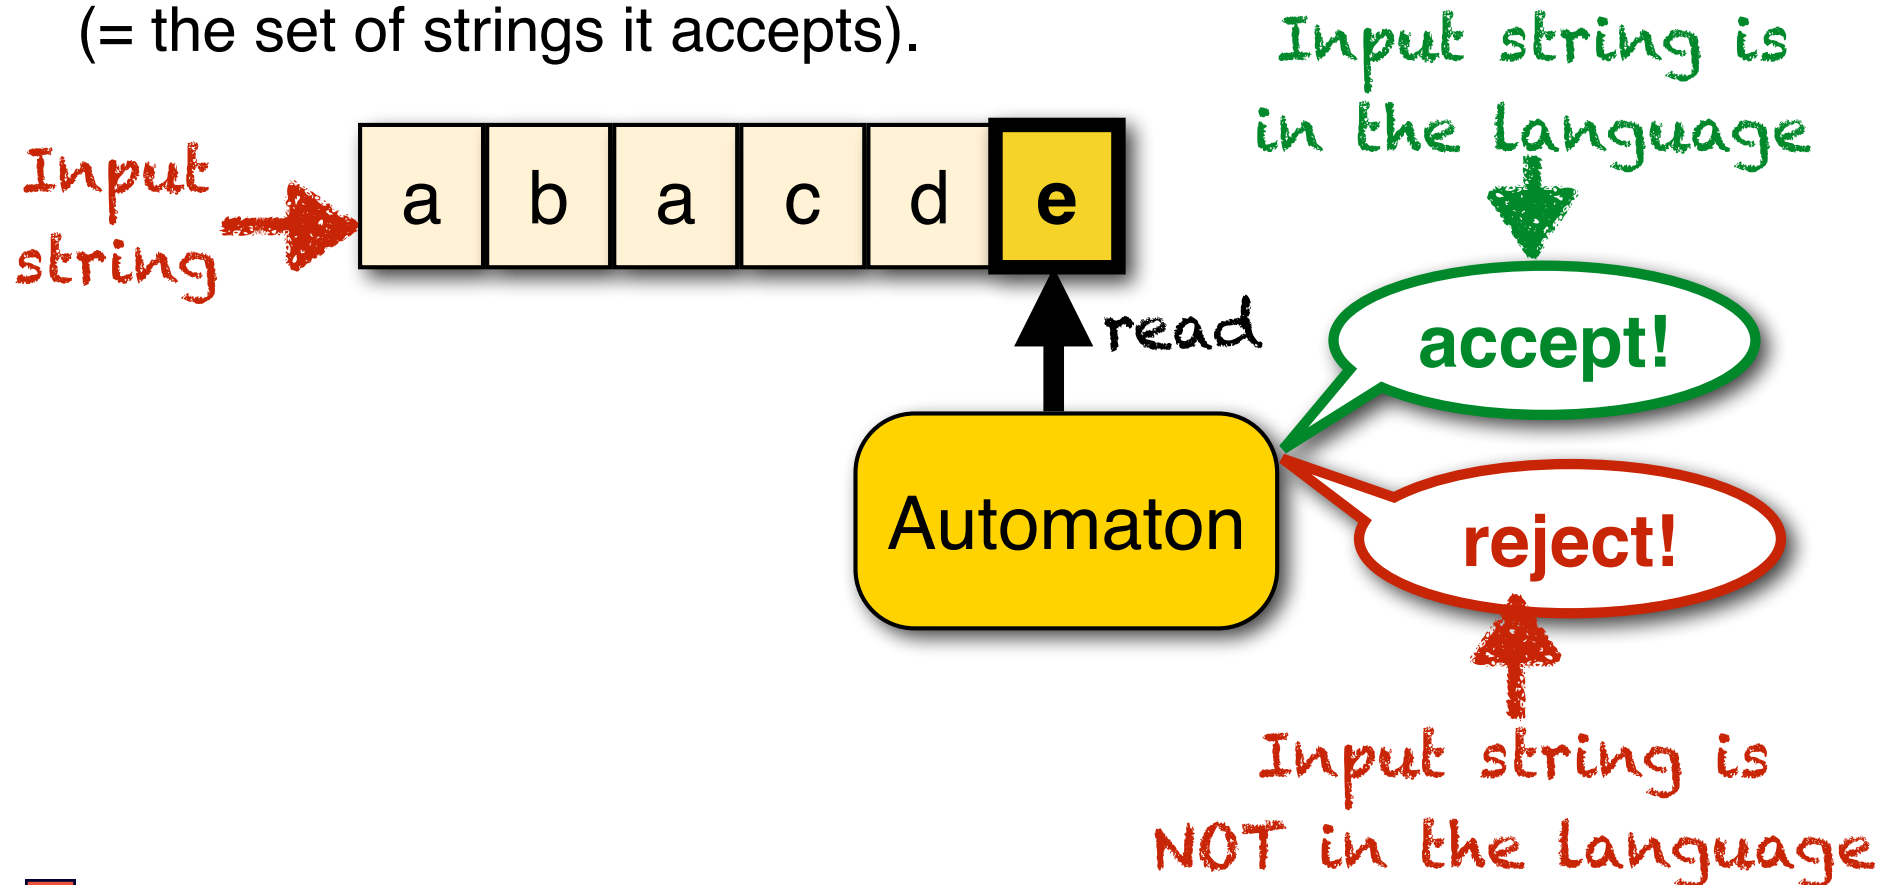 (= the set of strings it accepts).
Input string is
in the language
Input
string
a b a c d e
read
accept!
Automaton
reject!
Input string is
NOT in the language